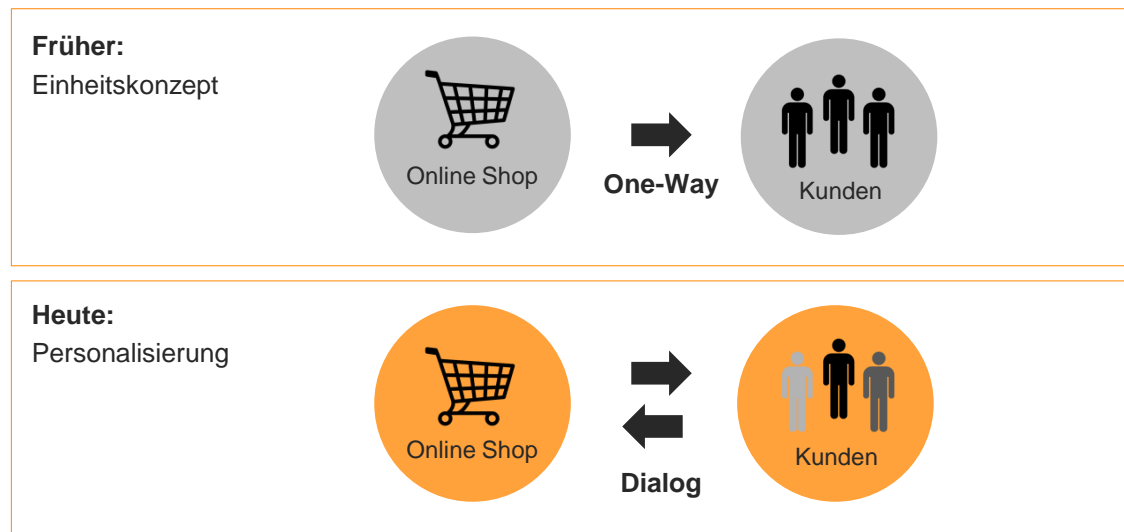 Früher:
Einheitskonzept
Online Shop
One-Way
Kunden
Heute:
Personalisierung
Online Shop
Dialog
Kunden